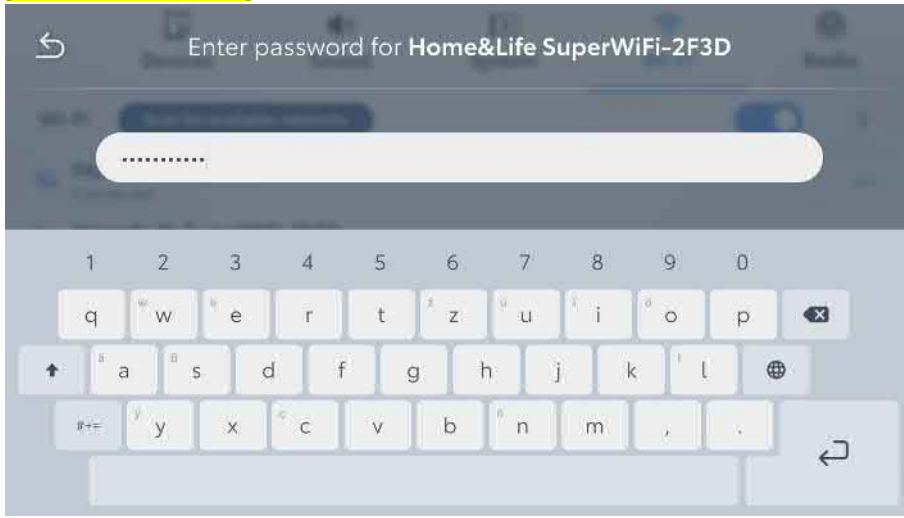 Enter password for Home&Life SuperWiFi-2F3D
...........
1 2 3 4 5 6 7 8 9 0
q w e r t z u i o p
a s d f g h j k l
#+= y x c v b n m , .